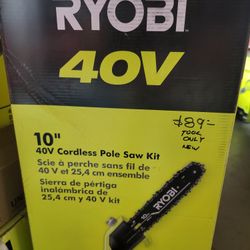 RYOBI
40V
$89-
TOOL
ONLY
NEW
10"
40V Cordless Pole Saw Kit
Scie à perche sans fil de
40 V et 25,4 cm ensemble
Sierra de pértiga
inalámbrica de
25,4 cm y 40 V kit
RYOBI